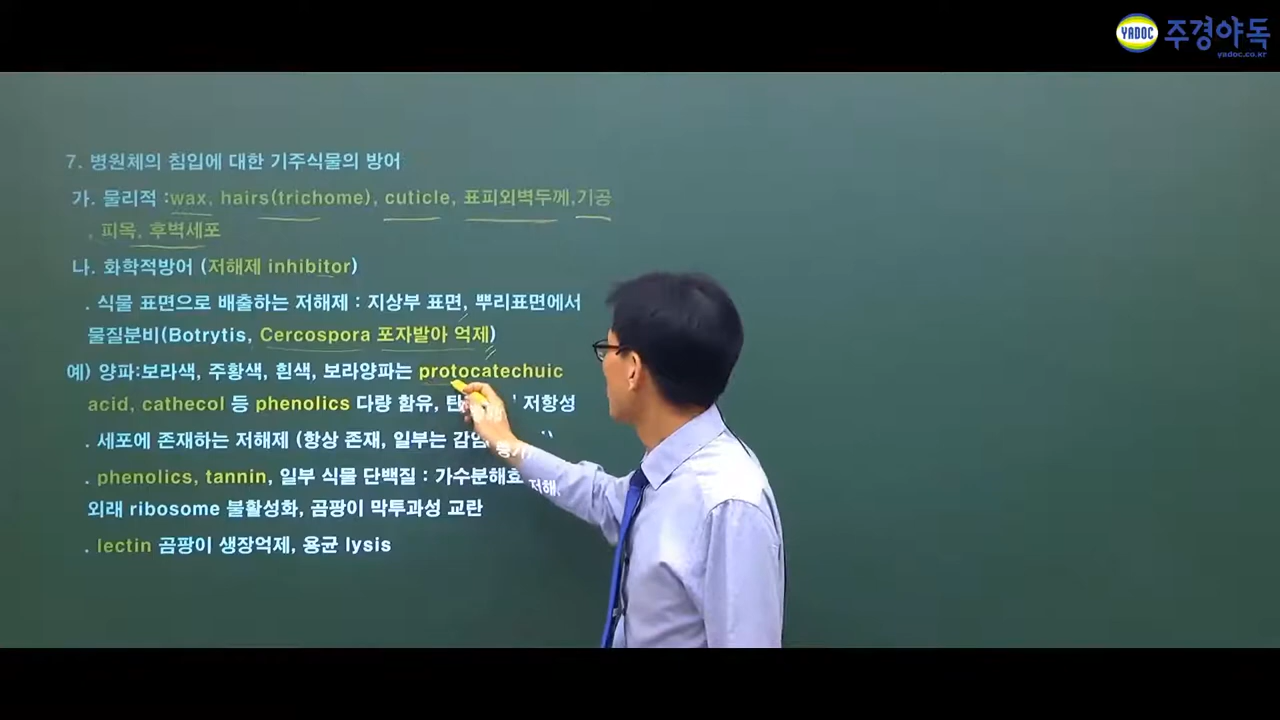 YADOC 주경야독
yadoc.co.kr
7. 병원체의 침입에 대한 기주식물의 방어
가. 물리적 :wax, hairs(trichome), cuticle, 표피외벽두께,기공
, 피목, 후벽세포
나. 화학적방어 (저해제 inhibitor)
. 식물 표면으로 배출하는 저해제 : 지상부 표면, 뿌리표면에서
물질분비(Botrytis, Cercospora 포자발아 억제)
예) 양파:보라색, 주황색, 흰색, 보라양파는 protocatechuic
acid, cathecol 등 phenolics 다량 함유, 저항성
. 세포에 존재하는 저해제 (항상 존재, 일부는
. phenolics, tannin, 일부 식물 단백질 : 저해,
외래 ribosome 불활성화, 곰팡이 막투과성 교란
. lectin 곰팡이 생장억제, 용균 lysis